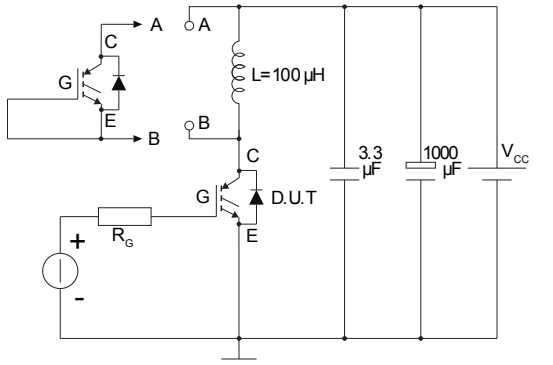 A
A
C
G
L=100 µH
E
B
B
C
3.3
µF
1000
µF
V_CC
G
D.U.T
E
R_G
+
-